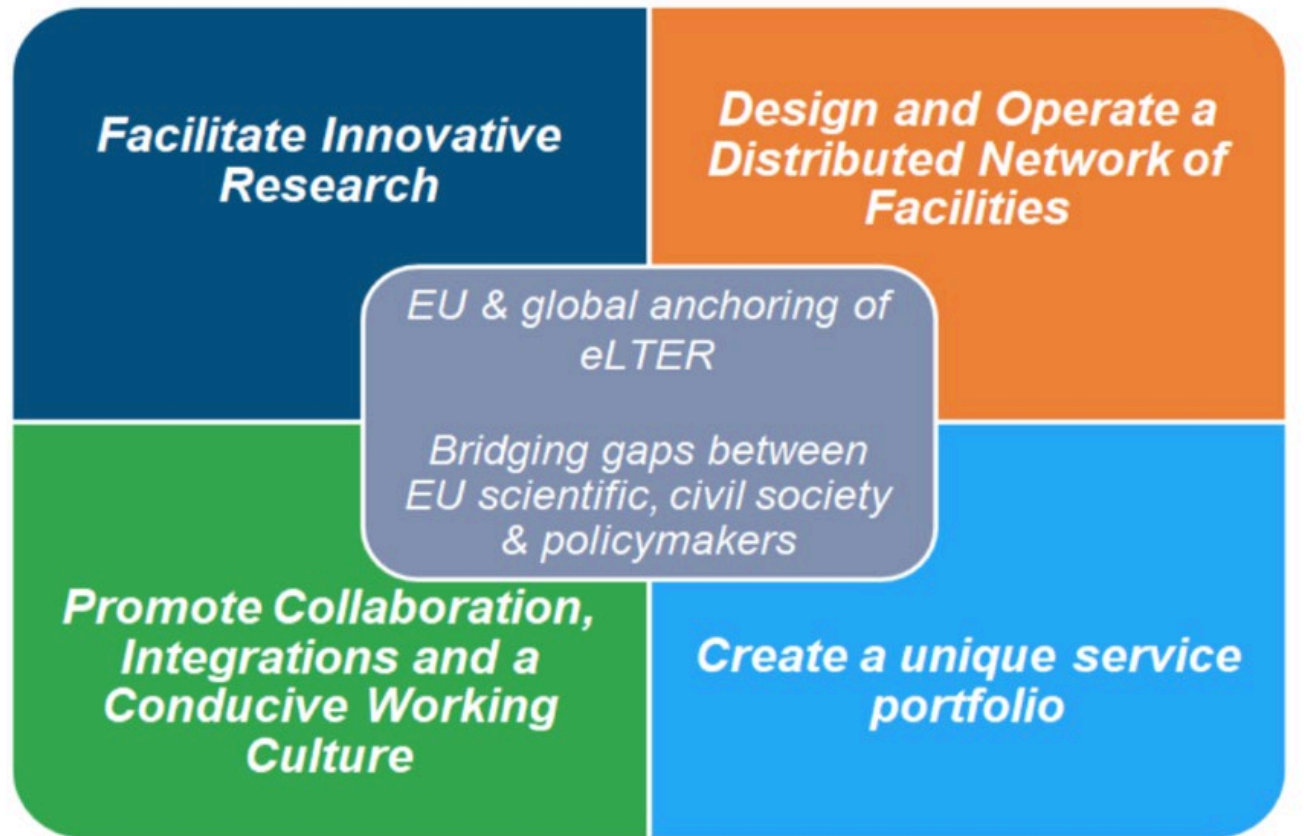 Facilitate Innovative
Research
Design and Operate a
Distributed Network of
Facilities
EU & global anchoring of
eLTER
Bridging gaps between
EU scientific, civil society
& policymakers
Promote Collaboration,
Integrations and a
Conducive Working
Culture
Create a unique service
portfolio